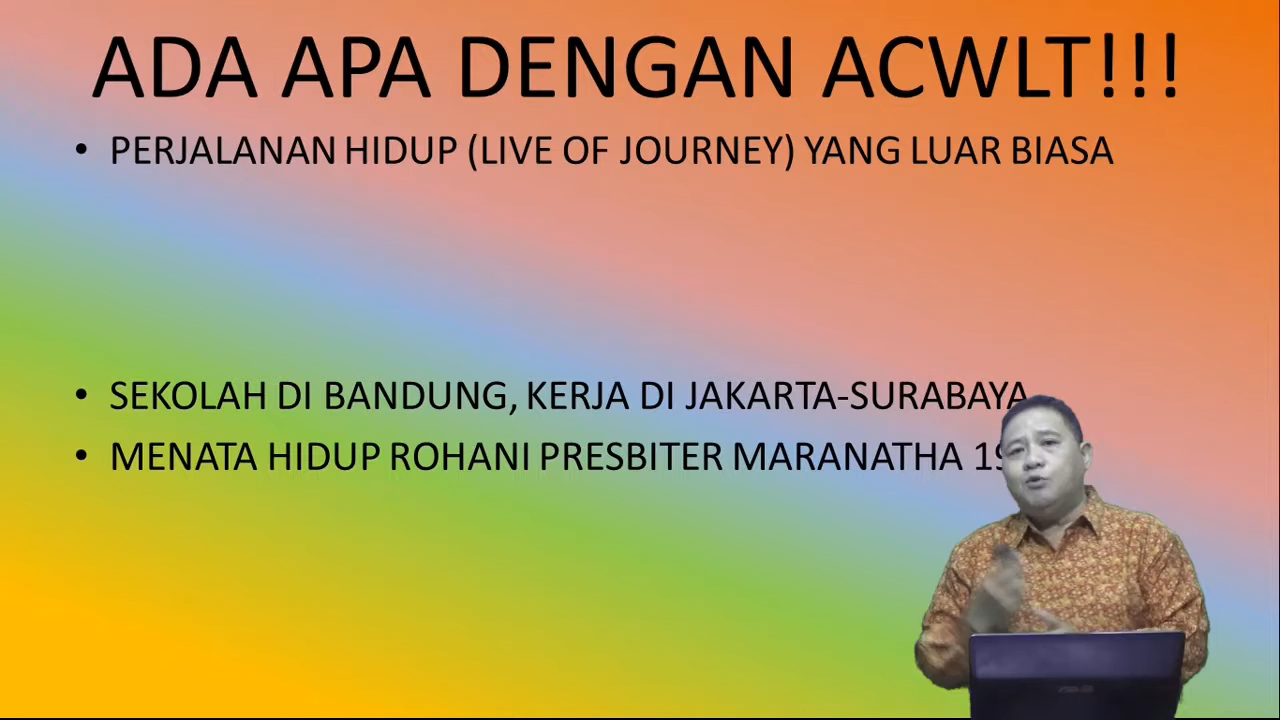 ADA APA DENGAN ACWLT!!!
• PERJALANAN HIDUP (LIVE OF JOURNEY) YANG LUAR BIASA
• SEKOLAH DI BANDUNG, KERJA DI JAKARTA-SURABAYA
• MENATA HIDUP ROHANI PRESBITER MARANATHA
ASUS